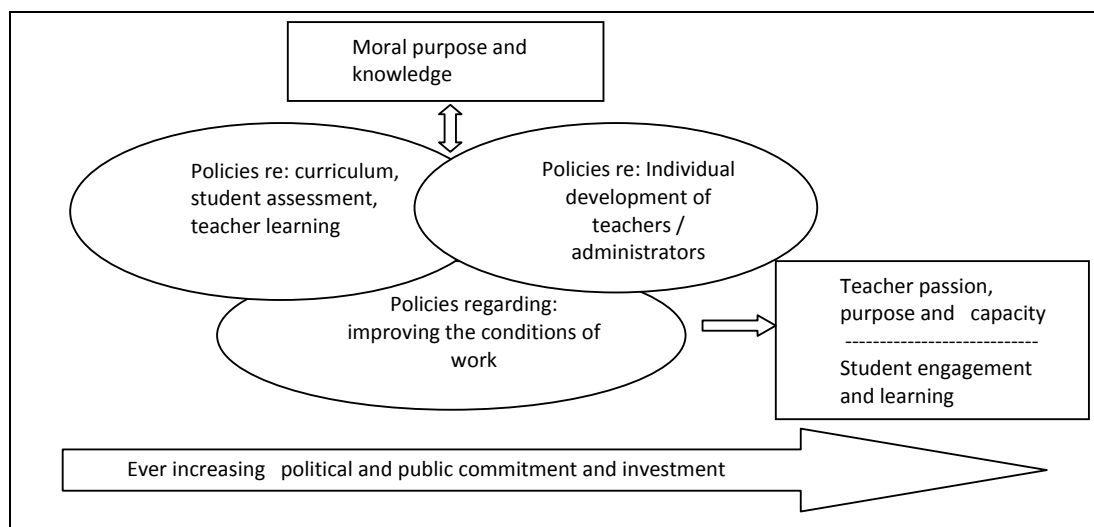 Moral purpose and
knowledge
Policies re: curriculum,
student assessment,
teacher learning
Policies re: Individual
development of
teachers /
administrators
Policies regarding:
improving the conditions of
work
Teacher passion,
purpose and capacity
----------------------------
Student engagement
and learning
Ever increasing political and public commitment and investment